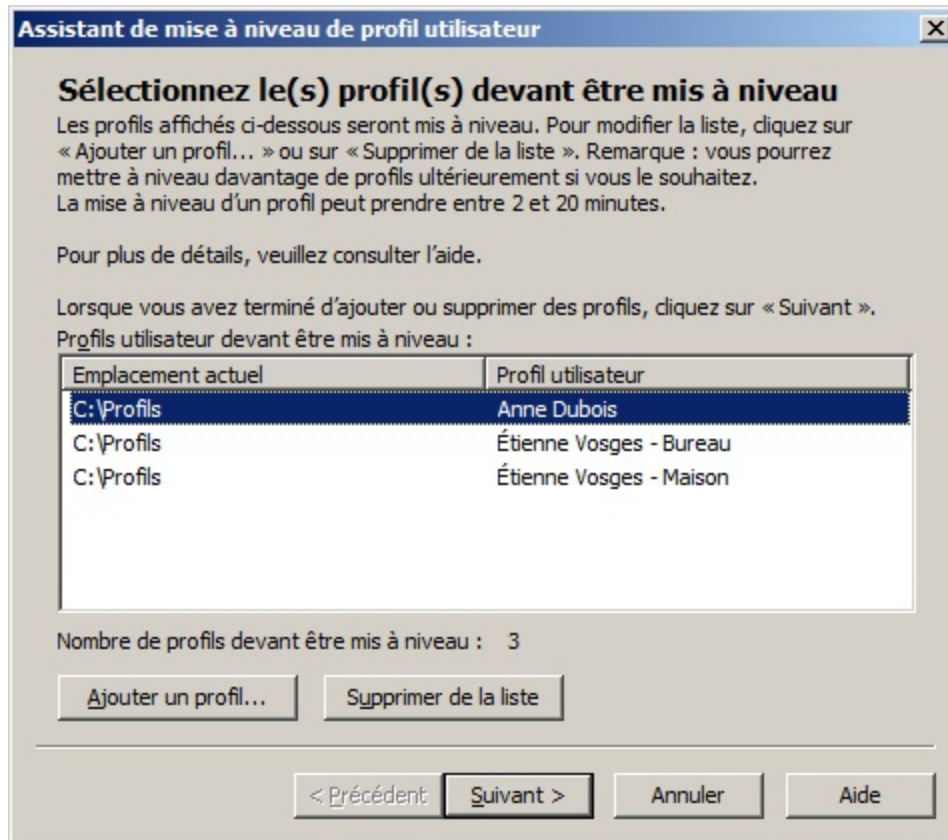 Assistant de mise à niveau de profil utilisateur
Sélectionnez le(s) profil(s) devant être mis à niveau
Les profils affichés ci-dessous seront mis à niveau. Pour modifier la liste, cliquez sur
« Ajouter un profil... » ou sur « Supprimer de la liste ». Remarque : vous pourrez
mettre à niveau davantage de profils ultérieurement si vous le souhaitez.
La mise à niveau d’un profil peut prendre entre 2 et 20 minutes.
Pour plus de détails, veuillez consulter l’aide.
Lorsque vous avez terminé d’ajouter ou supprimer des profils, cliquez sur « Suivant ».
Profils utilisateur devant être mis à niveau :
Emplacement actuel Profil utilisateur
C:\Profils Anne Dubois
C:\Profils Étienne Vosges - Bureau
C:\Profils Étienne Vosges - Maison
Nombre de profils devant être mis à niveau : 3
Ajouter un profil... Supprimer de la liste
< Précédent Suivant > Annuler Aide